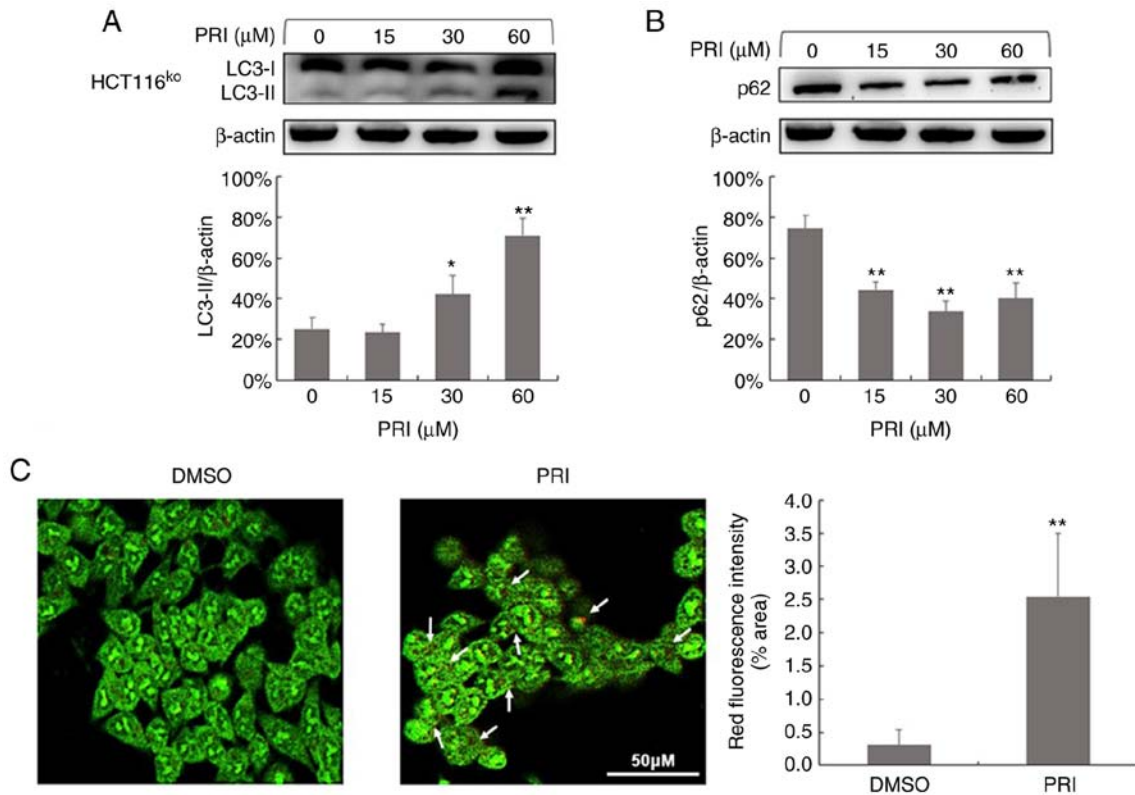 A
PRI (μM) 0 15 30 60
HCT116ko
LC3-I
LC3-II
β-actin
100%
80%
60%
40%
20%
0%
LC3-II/β-actin
*
**
0 15 30 60
PRI (μM)
B
PRI (μM) 0 15 30 60
p62
β-actin
100%
80%
60%
40%
20%
0%
p62/β-actin
** ** **
0 15 30 60
PRI (μM)
C
DMSO
PRI
50μM
4.0
3.5
3.0
2.5
2.0
1.5
1.0
0.5
0.0
Red fluorescence intensity
(% area)
**
DMSO PRI